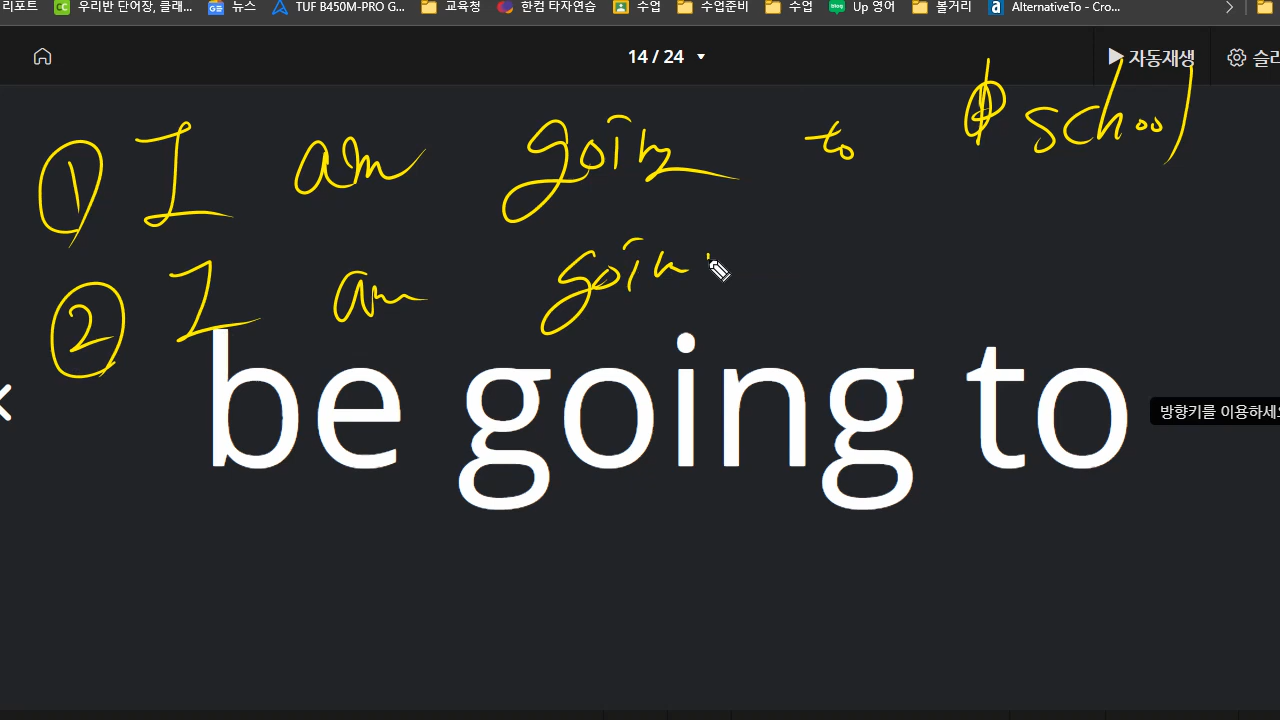 리포트 우리반 단어장, 클래... 뉴스 TUF B450M-PRO G... 교육청 한컴 타자연습 수업 수업준비 수업 Up 영어 볼거리 AlternativeTo - Cro...
14 / 24 자동재생 슬라
① I am going to school
② I am goin
be going to
방향키를 이용하세요